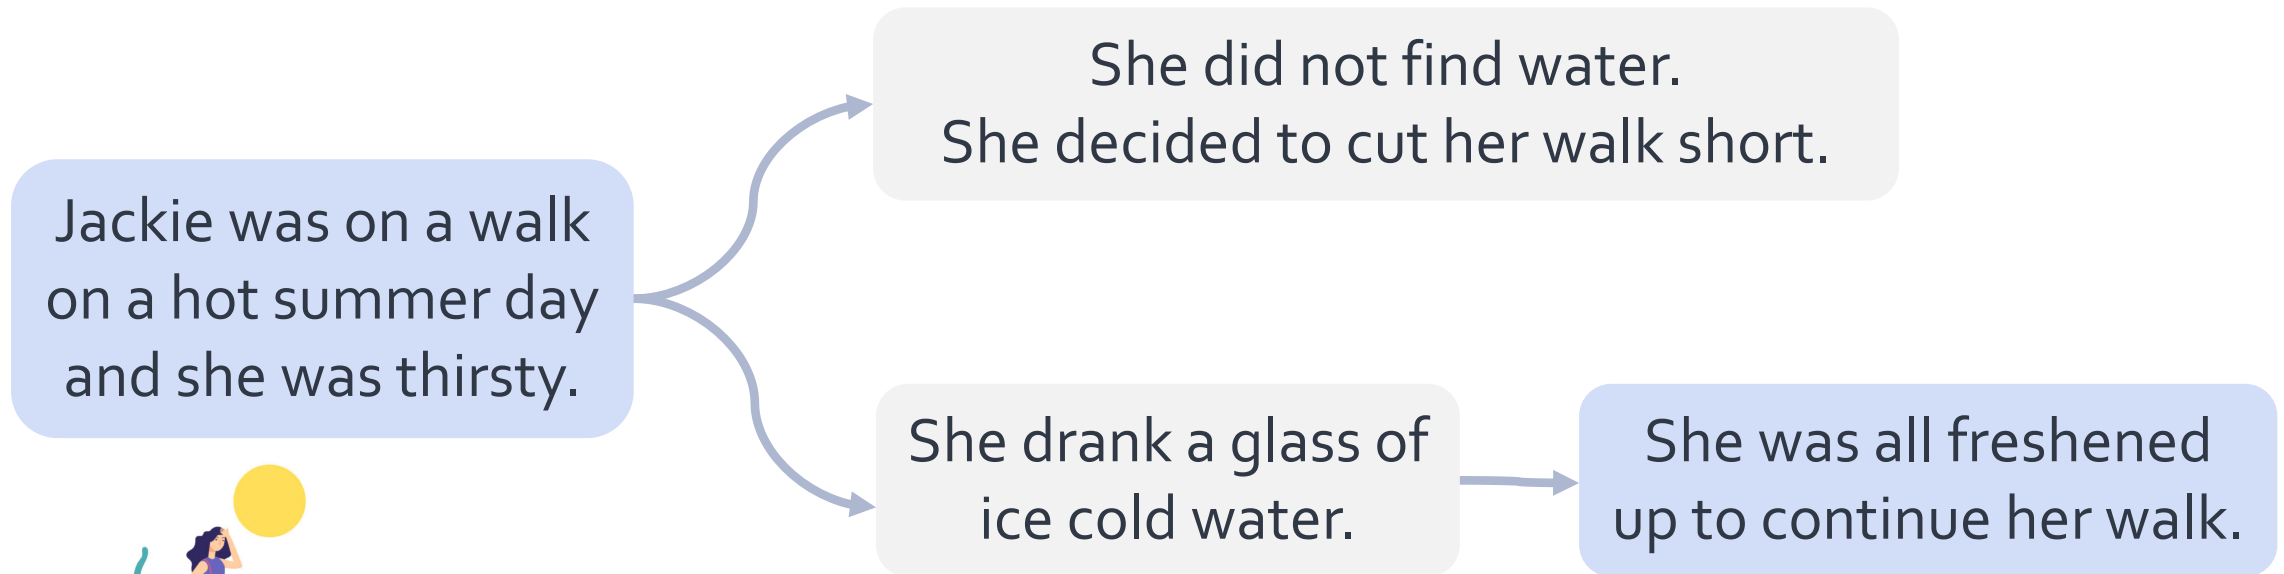 Jackie was on a walk
on a hot summer day
and she was thirsty.
She did not find water.
She decided to cut her walk short.
She drank a glass of
ice cold water.
She was all freshened
up to continue her walk.